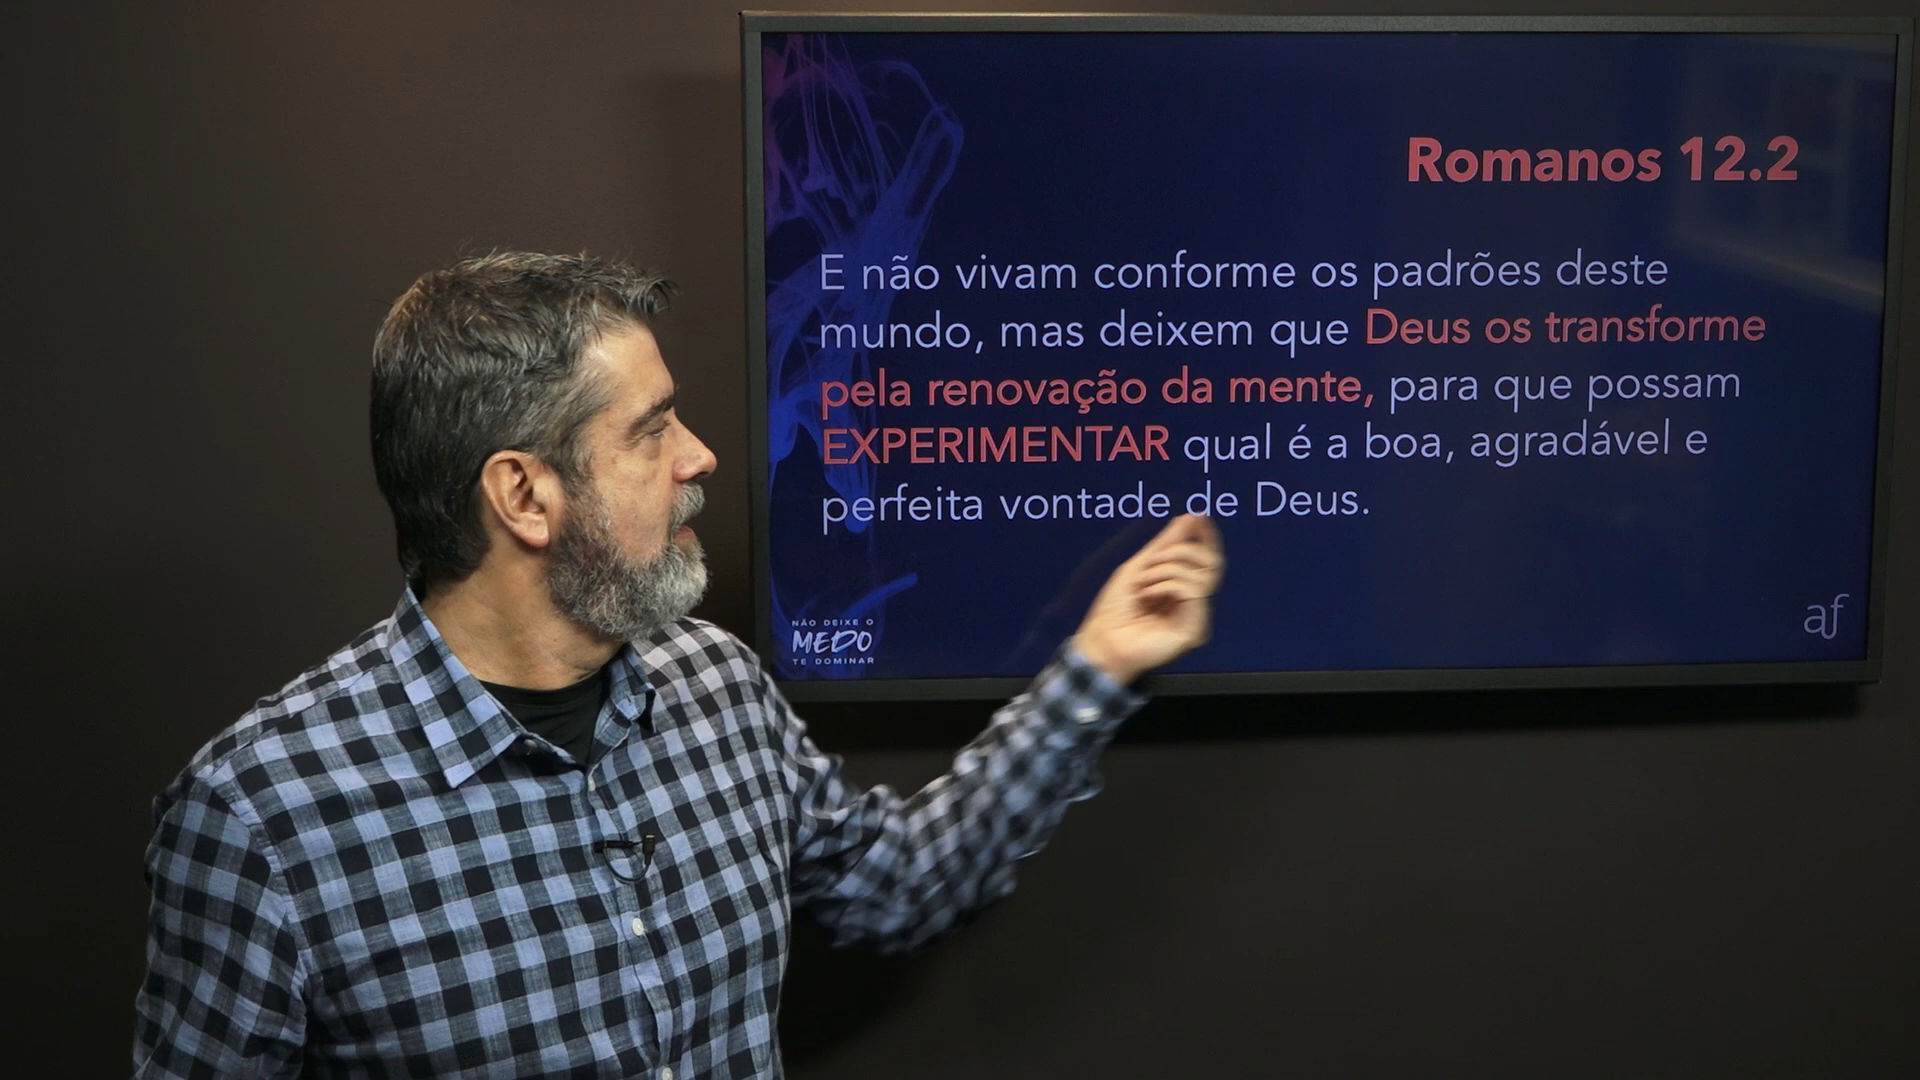 Romanos 12.2
E não vivam conforme os padrões deste
mundo, mas deixem que Deus os transforme
pela renovação da mente, para que possam
EXPERIMENTAR qual é a boa, agradável e
perfeita vontade de Deus.
NÃO DEIXE O
MEDO
TE DOMINAR
af